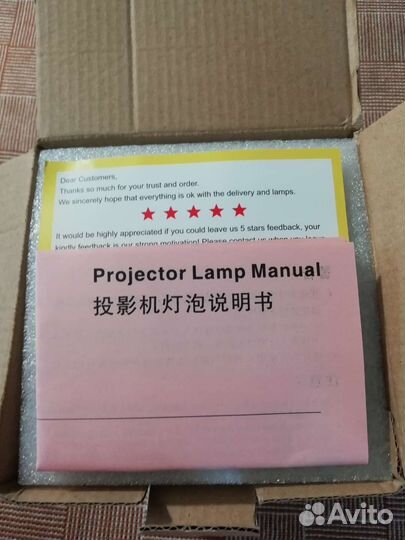 Dear Customers,
Thanks so much for your trust and order.
We sincerely hope that everything is ok with the delivery and lamps.
It would be highly appreciated if you could leave us 5 stars feedback, your
kindly feedback is our strong motivation! Please contact us when you leave
Projector Lamp Manual
投影机灯泡说明书
Avito